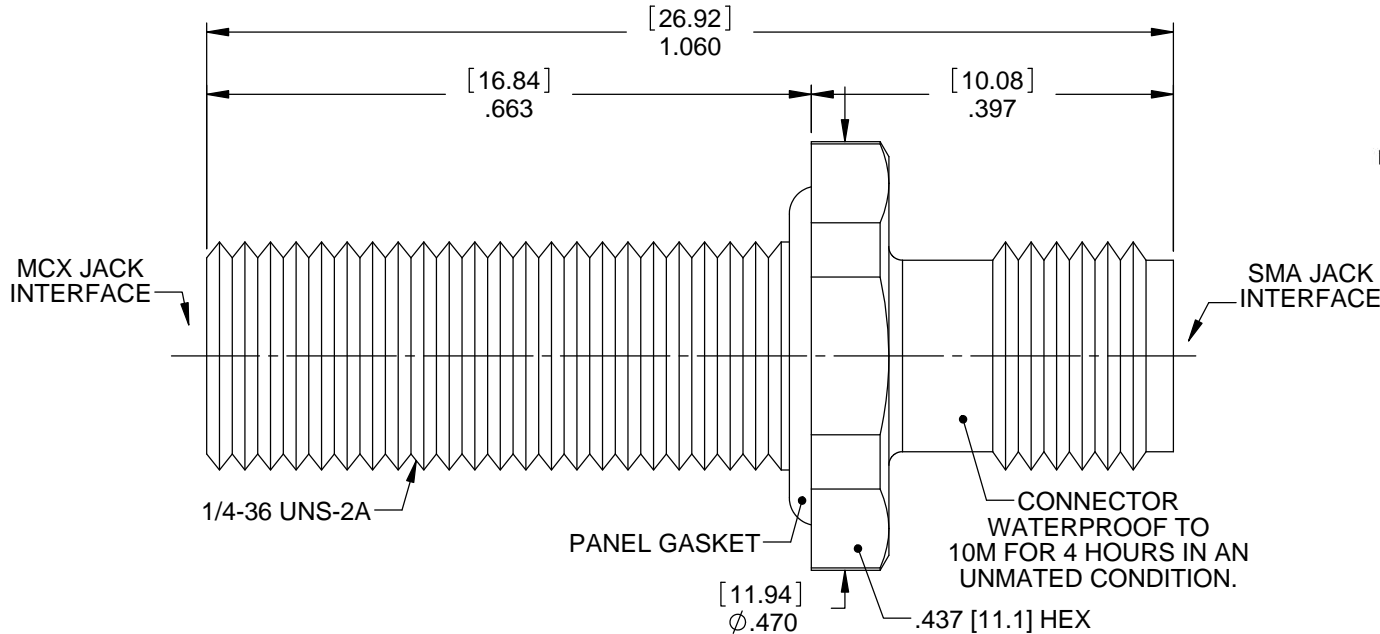 [26.92]
1.060
[16.84]
.663
[10.08]
.397
MCX JACK
INTERFACE
SMA JACK
INTERFACE
1/4-36 UNS-2A
PANEL GASKET
CONNECTOR
WATERPROOF TO
10M FOR 4 HOURS IN AN
UNMATED CONDITION.
[11.94]
∅.470
.437 [11.1] HEX